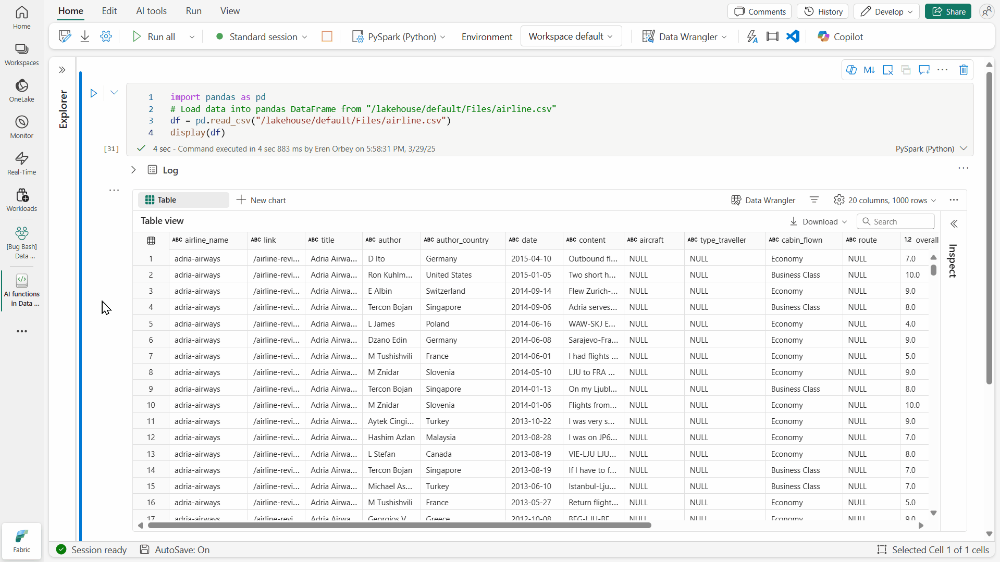 Home
Edit
AI tools
Run
View
Comments
History
Develop
Share
Run all
Standard session
PySpark (Python)
Environment
Workspace default
Data Wrangler
Copilot
Home
Workspaces
OneLake
Monitor
Real-Time
Workloads
[Bug Bash]
Data ...
AI functions
in Data ...
Fabric
Explorer
1 import pandas as pd
2 # Load data into pandas DataFrame from "/lakehouse/default/Files/airline.csv"
3 df = pd.read_csv("/lakehouse/default/Files/airline.csv")
4 display(df)
[31] 4 sec - Command executed in 4 sec 883 ms by Eren Orbey on 5:58:31 PM, 3/29/25 PySpark (Python)
Log
Table
New chart
Data Wrangler
20 columns, 1000 rows
Table view
Download
Search
Inspect
ABC airline_name ABC link ABC title ABC author ABC author_country ABC date ABC content ABC aircraft ABC type_traveller ABC cabin_flown ABC route 1.2 overall
1 adria-airways /airline-revi... Adria Airwa... D Ito Germany 2015-04-10 Outbound fl... NULL NULL Economy NULL 7.0
2 adria-airways /airline-revi... Adria Airwa... Ron Kuhlm... United States 2015-01-05 Two short h... NULL NULL Business Class NULL 10.0
3 adria-airways /airline-revi... Adria Airwa... E Albin Switzerland 2014-09-14 Flew Zurich-... NULL NULL Economy NULL 9.0
4 adria-airways /airline-revi... Adria Airwa... Tercon Bojan Singapore 2014-09-06 Adria serves... NULL NULL Business Class NULL 8.0
5 adria-airways /airline-revi... Adria Airwa... L James Poland 2014-06-16 WAW-SKJ E... NULL NULL Economy NULL 4.0
6 adria-airways /airline-revi... Adria Airwa... Dzano Edin Germany 2014-06-08 Sarajevo-Fra... NULL NULL Economy NULL 9.0
7 adria-airways /airline-revi... Adria Airwa... M Tushishvili France 2014-06-01 I had flights ... NULL NULL Economy NULL 5.0
8 adria-airways /airline-revi... Adria Airwa... M Znidar Slovenia 2014-05-10 LJU to FRA ... NULL NULL Economy NULL 9.0
9 adria-airways /airline-revi... Adria Airwa... Tercon Bojan Singapore 2014-01-13 On my Ljubl... NULL NULL Business Class NULL 8.0
10 adria-airways /airline-revi... Adria Airwa... M Znidar Slovenia 2014-01-06 Flights from... NULL NULL Economy NULL 10.0
11 adria-airways /airline-revi... Adria Airwa... Aytek Cingi... Turkey 2013-10-22 I was very s... NULL NULL Economy NULL 9.0
12 adria-airways /airline-revi... Adria Airwa... Hashim Azlan Malaysia 2013-08-28 I was on JP6... NULL NULL Economy NULL 7.0
13 adria-airways /airline-revi... Adria Airwa... L Stefan Canada 2013-08-19 VIE-LJU LJU... NULL NULL Economy NULL 8.0
14 adria-airways /airline-revi... Adria Airwa... Tercon Bojan Singapore 2013-08-19 If I have to f... NULL NULL Business Class NULL 7.0
15 adria-airways /airline-revi... Adria Airwa... Michael As... Turkey 2013-06-10 Istanbul-Lju... NULL NULL Business Class NULL 7.0
16 adria-airways /airline-revi... Adria Airwa... M Tushishvili France 2013-05-27 Return flight... NULL NULL Economy NULL 5.0
17 adria-airways /airline-revi Adria Airwa Georgios V Greece 2012-10-08 BEG-LJU-BE NULL NULL Economy NULL 9.0
Session ready
AutoSave: On
Selected Cell 1 of 1 cells